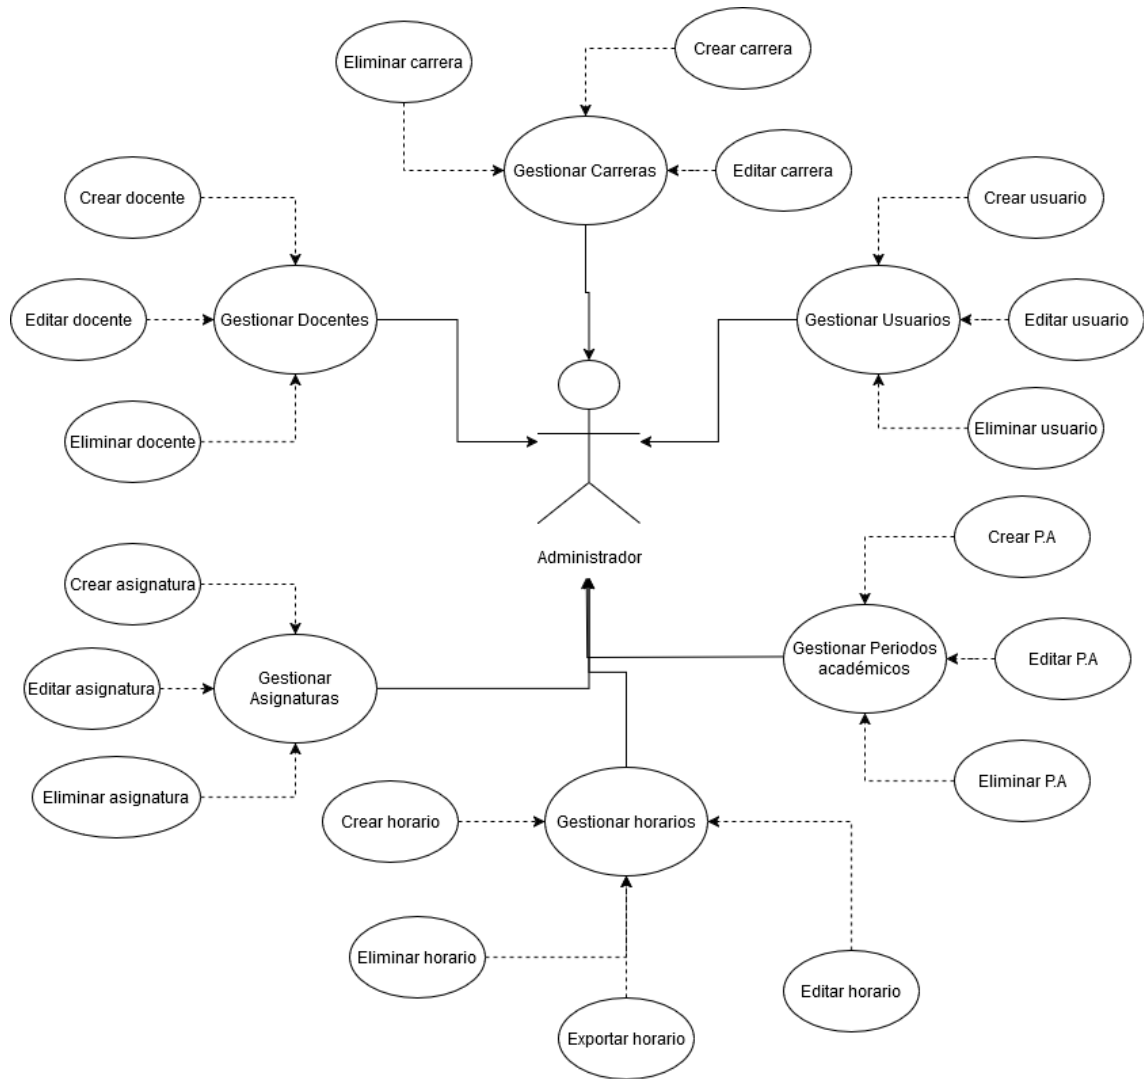 Crear carrera
Eliminar carrera
Gestionar Carreras
Editar carrera
Crear docente
Crear usuario
Editar docente
Gestionar Docentes
Gestionar Usuarios
Editar usuario
Eliminar docente
Eliminar usuario
Crear P.A
Administrador
Crear asignatura
Gestionar Periodos
académicos
Editar P.A
Editar asignatura
Gestionar
Asignaturas
Eliminar P.A
Eliminar asignatura
Crear horario
Gestionar horarios
Eliminar horario
Editar horario
Exportar horario